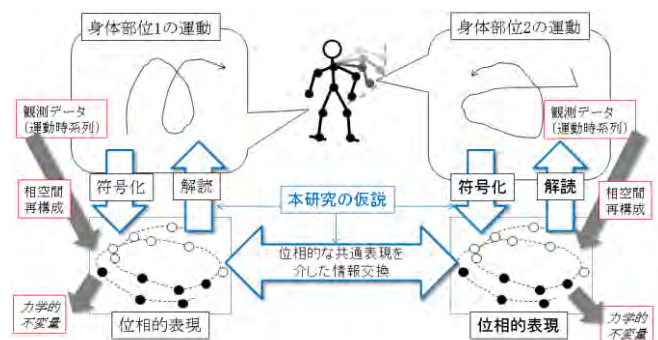 身体部位1の運動
身体部位2の運動
観測データ
(運動時系列)
観測データ
(運動時系列)
符号化
解読
本研究の仮説
符号化
解読
相空間
再構成
相空間
再構成
位相的な共通表現を
介した情報交換
力学的
不変量
位相的表現
位相的表現
力学的
不変量